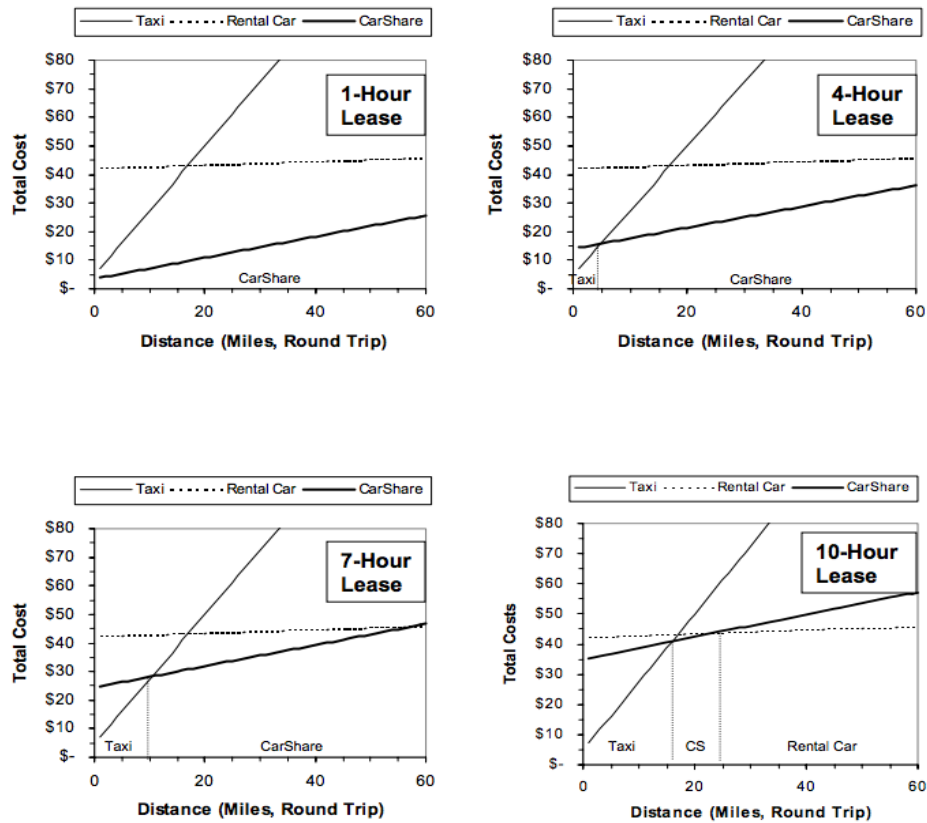 Taxi Rental Car CarShare
$80
$70
$60
$50
$40
$30
$20
$10
$-
Total Cost
1-Hour
Lease
CarShare
0 20 40 60
Distance (Miles, Round Trip)
Taxi Rental Car CarShare
$80
$70
$60
$50
$40
$30
$20
$10
$-
Total Cost
4-Hour
Lease
Taxi CarShare
0 20 40 60
Distance (Miles, Round Trip)
Taxi Rental Car CarShare
$80
$70
$60
$50
$40
$30
$20
$10
$-
Total Cost
7-Hour
Lease
Taxi CarShare
0 20 40 60
Distance (Miles, Round Trip)
Taxi Rental Car CarShare
$80
$70
$60
$50
$40
$30
$20
$10
$-
Total Costs
10-Hour
Lease
Taxi CS Rental Car
0 20 40 60
Distance (Miles, Round Trip)